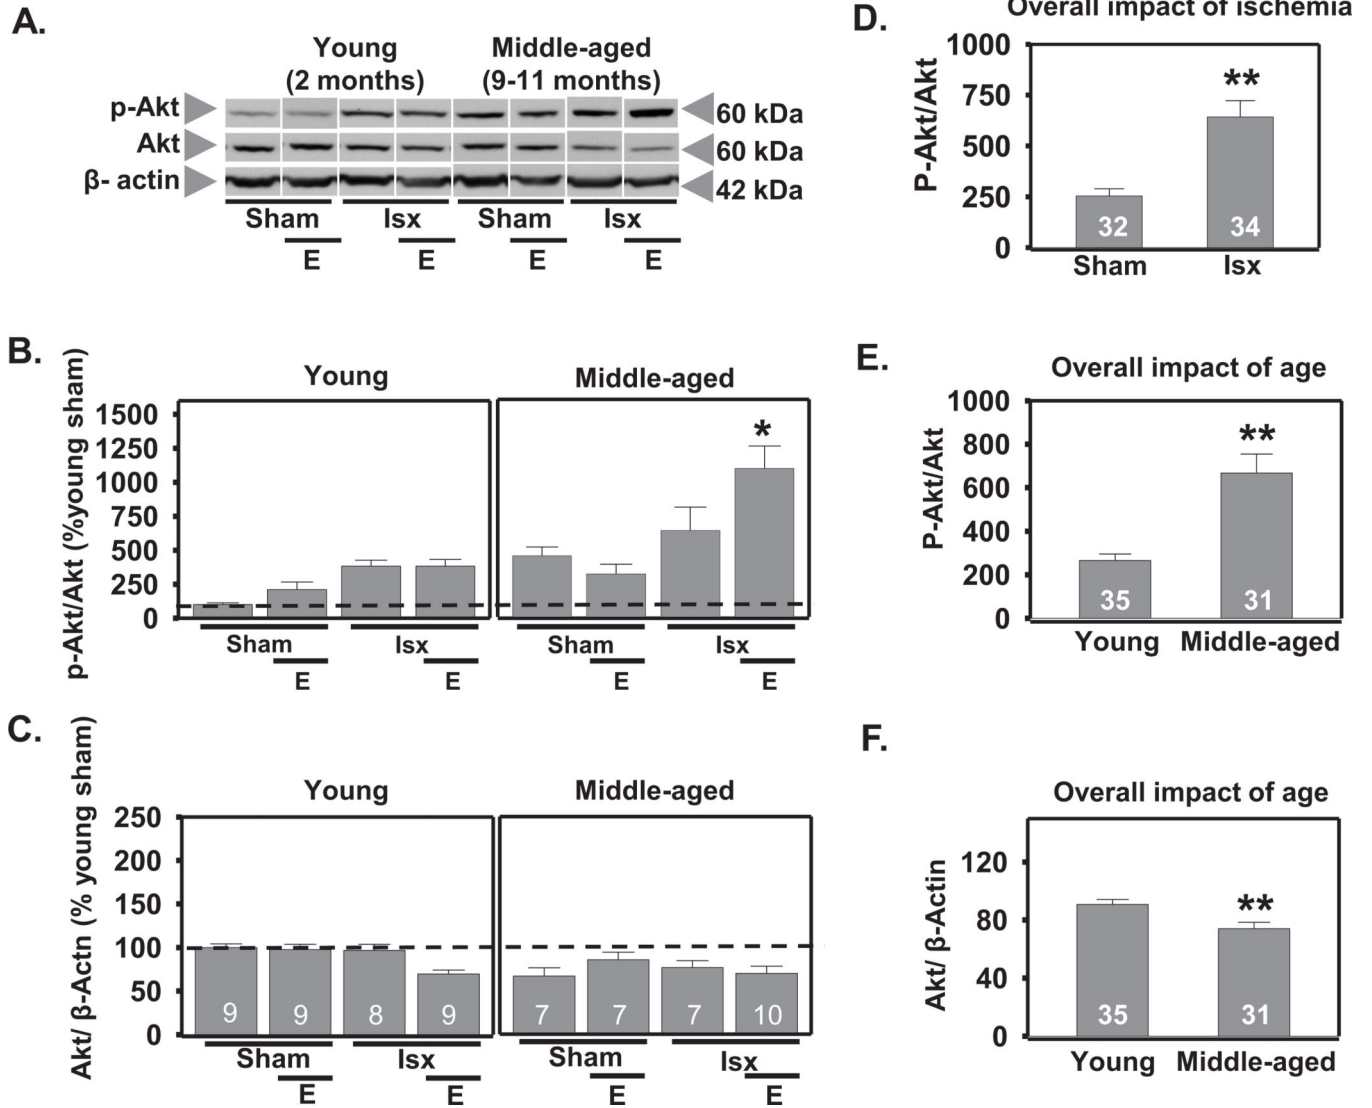 A.
Young
(2 months)
Middle-aged
(9-11 months)
p-Akt
60 kDa
Akt
60 kDa
β- actin
42 kDa
Sham Isx Sham Isx
E E E E
B.
Young Middle-aged
p-Akt/Akt (%young sham)
1500
1250
1000
750
500
250
0
*
Sham Isx Sham Isx
E E E E
C.
Young Middle-aged
Akt/ β-Actn (% young sham)
250
200
150
100
50
0
9 9 8 9 7 7 7 10
Sham Isx Sham Isx
E E E E
D.
Overall impact of ischemia
P-Akt/Akt
1000
750
500
250
0
**
32 34
Sham Isx
E.
Overall impact of age
P-Akt/Akt
1000
800
600
400
200
0
**
35 31
Young Middle-aged
F.
Overall impact of age
Akt/ β-Actin
120
80
40
0
**
35 31
Young Middle-aged